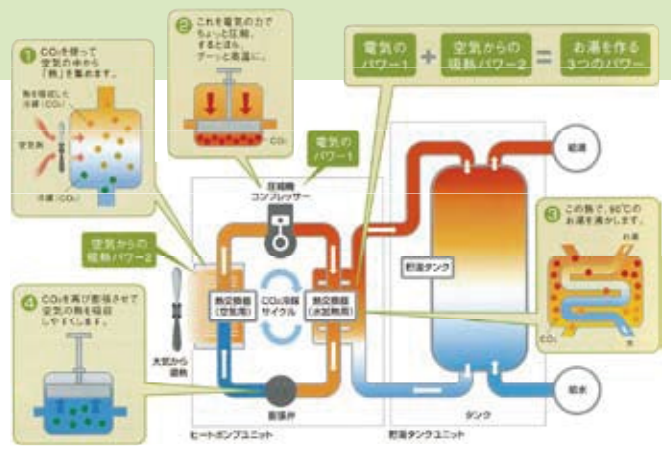 1
CO₂を使って
空気の中から
「熱」を集めます。
熱を吸収した
冷媒(CO₂)
空気熱
冷媒(CO₂)
2
これを電気の力で
ちょっと圧縮。
するとほら、
グーッと高温に。
CO₂
電気の
パワー1
+
空気からの
吸熱パワー2
=
お湯を作る
3つのパワー
電気の
パワー1
圧縮機
コンプレッサー
空気からの
吸熱パワー2
熱交換器
(空気用)
CO₂冷媒
サイクル
熱交換器
(水加熱用)
大気から
吸熱
膨張弁
ヒートポンプユニット
貯湯タンク
タンク
貯湯タンクユニット
給湯
給水
3
この熱で、90℃の
お湯を沸かします。
お湯
CO₂
水
4
CO₂を再び膨張させて
空気の熱を吸収
しやすくします。